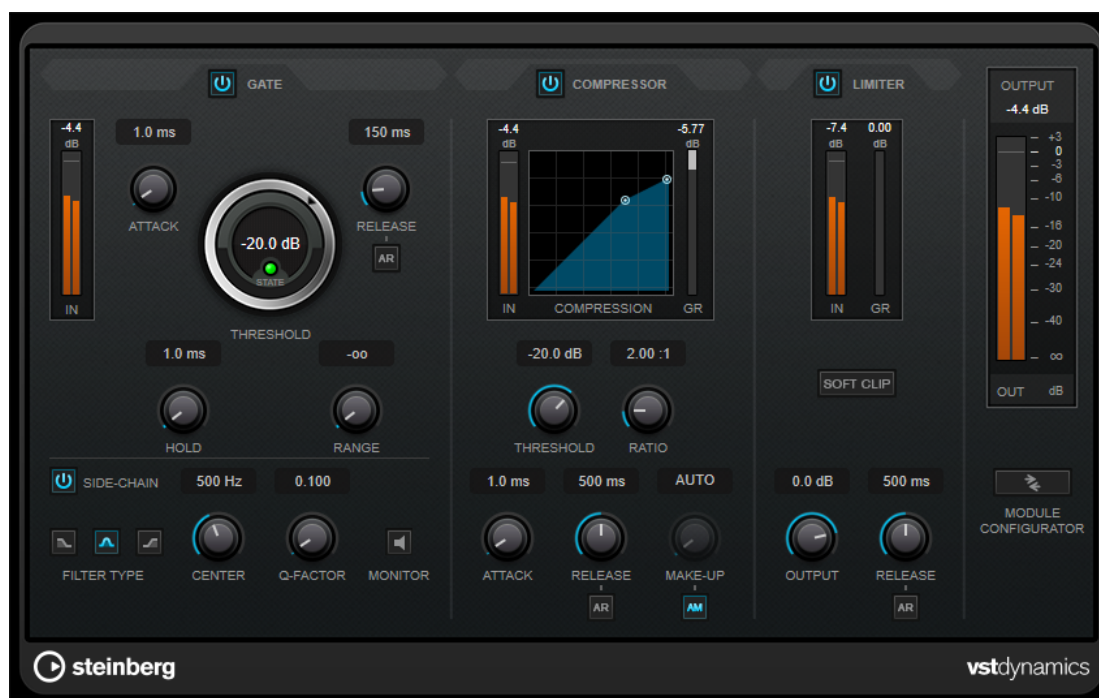 GATE
COMPRESSOR
LIMITER
OUTPUT
-4.4 dB
-4.4
dB
1.0 ms
150 ms
ATTACK
RELEASE
AR
-20.0 dB
STATE
IN
THRESHOLD
1.0 ms
-oo
HOLD
RANGE
SIDE-CHAIN
500 Hz
0.100
FILTER TYPE
CENTER
Q-FACTOR
MONITOR
-4.4
dB
-5.77
dB
IN
COMPRESSION
GR
-20.0 dB
2.00 :1
THRESHOLD
RATIO
1.0 ms
500 ms
AUTO
ATTACK
RELEASE
MAKE-UP
AR
AM
-7.4
dB
0.00
dB
IN
GR
SOFT CLIP
0.0 dB
500 ms
OUTPUT
RELEASE
AR
+3
0
-3
-6
-10
-16
-20
-24
-30
-40
∞
OUT
dB
MODULE
CONFIGURATOR
steinberg
vstdynamics